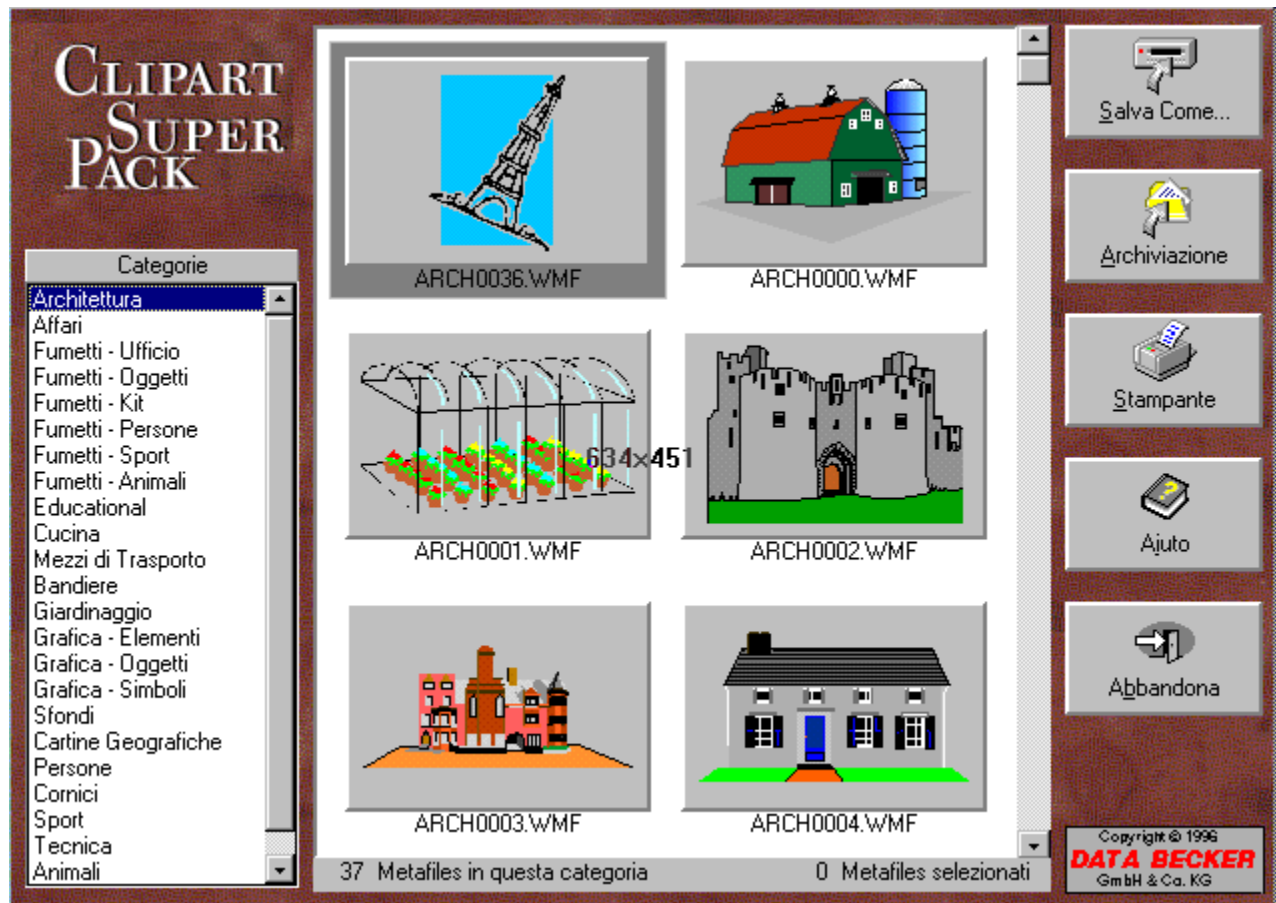 CLIPART
SUPER
PACK
Categorie
Architettura
Affari
Fumetti - Ufficio
Fumetti - Oggetti
Fumetti - Kit
Fumetti - Persone
Fumetti - Sport
Fumetti - Animali
Educational
Cucina
Mezzi di Trasporto
Bandiere
Giardinaggio
Grafica - Elementi
Grafica - Oggetti
Grafica - Simboli
Sfondi
Cartine Geografiche
Persone
Cornici
Sport
Tecnica
Animali
ARCH0036.WMF
ARCH0000.WMF
634×451
ARCH0001.WMF
ARCH0002.WMF
ARCH0003.WMF
ARCH0004.WMF
37 Metafiles in questa categoria
0 Metafiles selezionati
Salva Come...
Archiviazione
Stampante
?
Ajuto
Abbandona
Copyright © 1996
DATA BECKER
GmbH & Co. KG